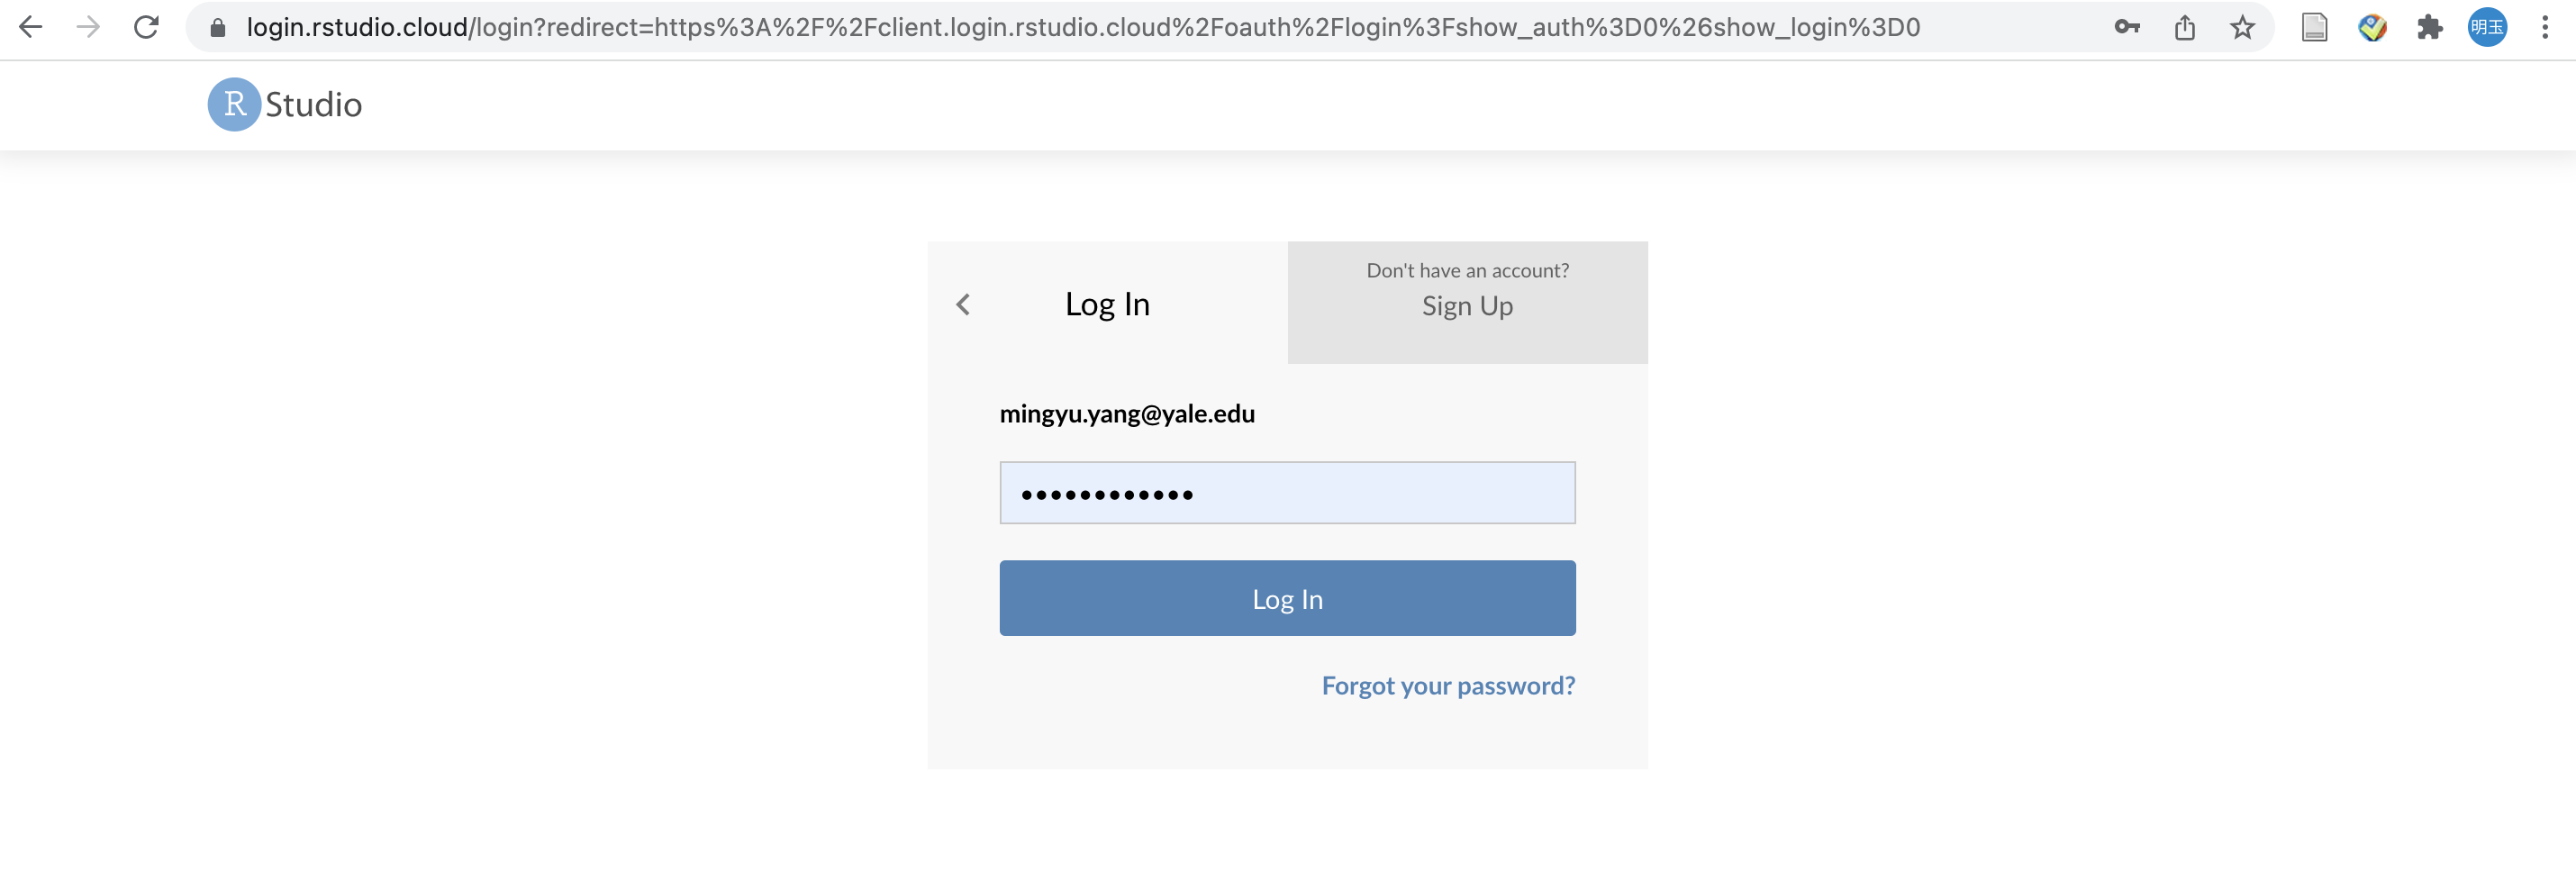 login.rstudio.cloud/login?redirect=https%3A%2F%2Fclient.login.rstudio.cloud%2Foauth%2Flogin%3Fshow_auth%3D0%26show_login%3D0
明玉
R Studio
Log In
Don't have an account?
Sign Up
mingyu.yang@yale.edu
••••••••••••
Log In
Forgot your password?